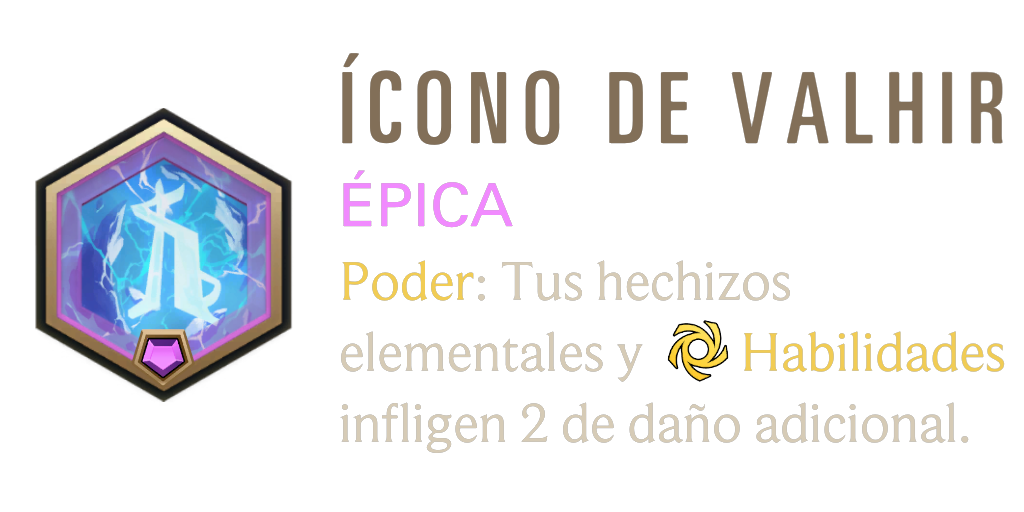 ÍCONO DE VALHIR
ÉPICA
Poder: Tus hechizos
elementales y Habilidades
infligen 2 de daño adicional.